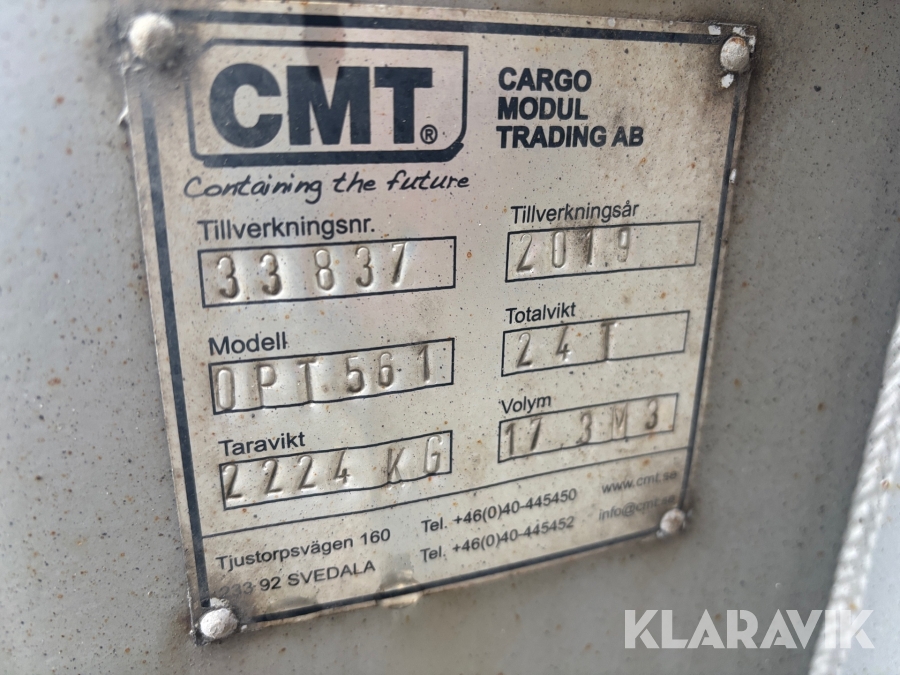 CMT®
CARGO
MODUL
TRADING AB
Containing the future
Tillverkningsnr.
33837
Tillverkningsår
2019
Modell
OPT561
Totalvikt
24T
Taravikt
2224 KG
Volym
17.3M3
Tjustorpsvägen 160
233-92 SVEDALA
Tel. +46(0)40-445450
Tel. +46(0)40-445452
www.cmt.se
info@cmt.se
KLARAVIK